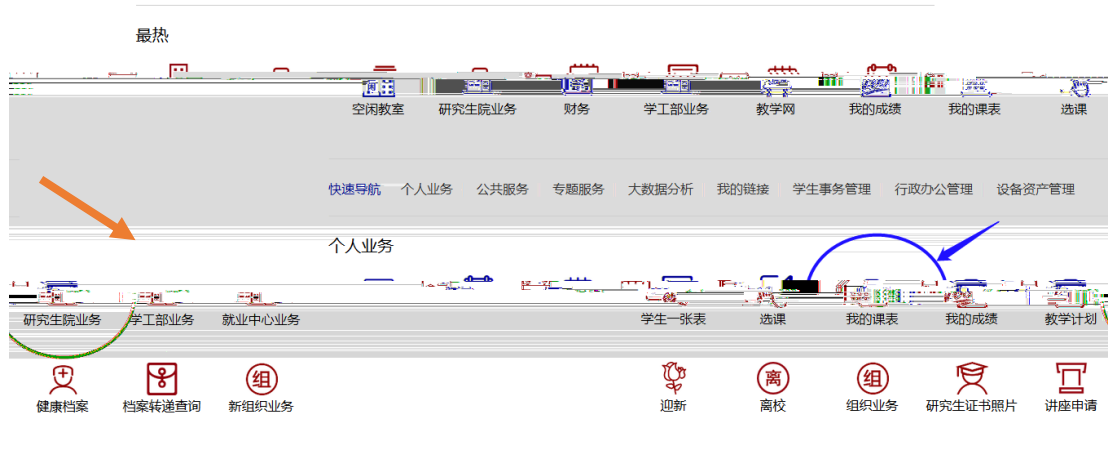 最热
空闲教室 研究生院业务 财务 学工部业务 教学网 我的成绩 我的课表 选课
快速导航 个人业务 公共服务 专题服务 大数据分析 我的链接 学生事务管理 行政办公管理 设备资产管理
个人业务
研究生院业务 学工部业务 就业中心业务 学生一张表 选课 我的课表 我的成绩 教学计划
组 离 组
健康档案 档案转递查询 新组织业务 迎新 离校 组织业务 研究生证书照片 讲座申请